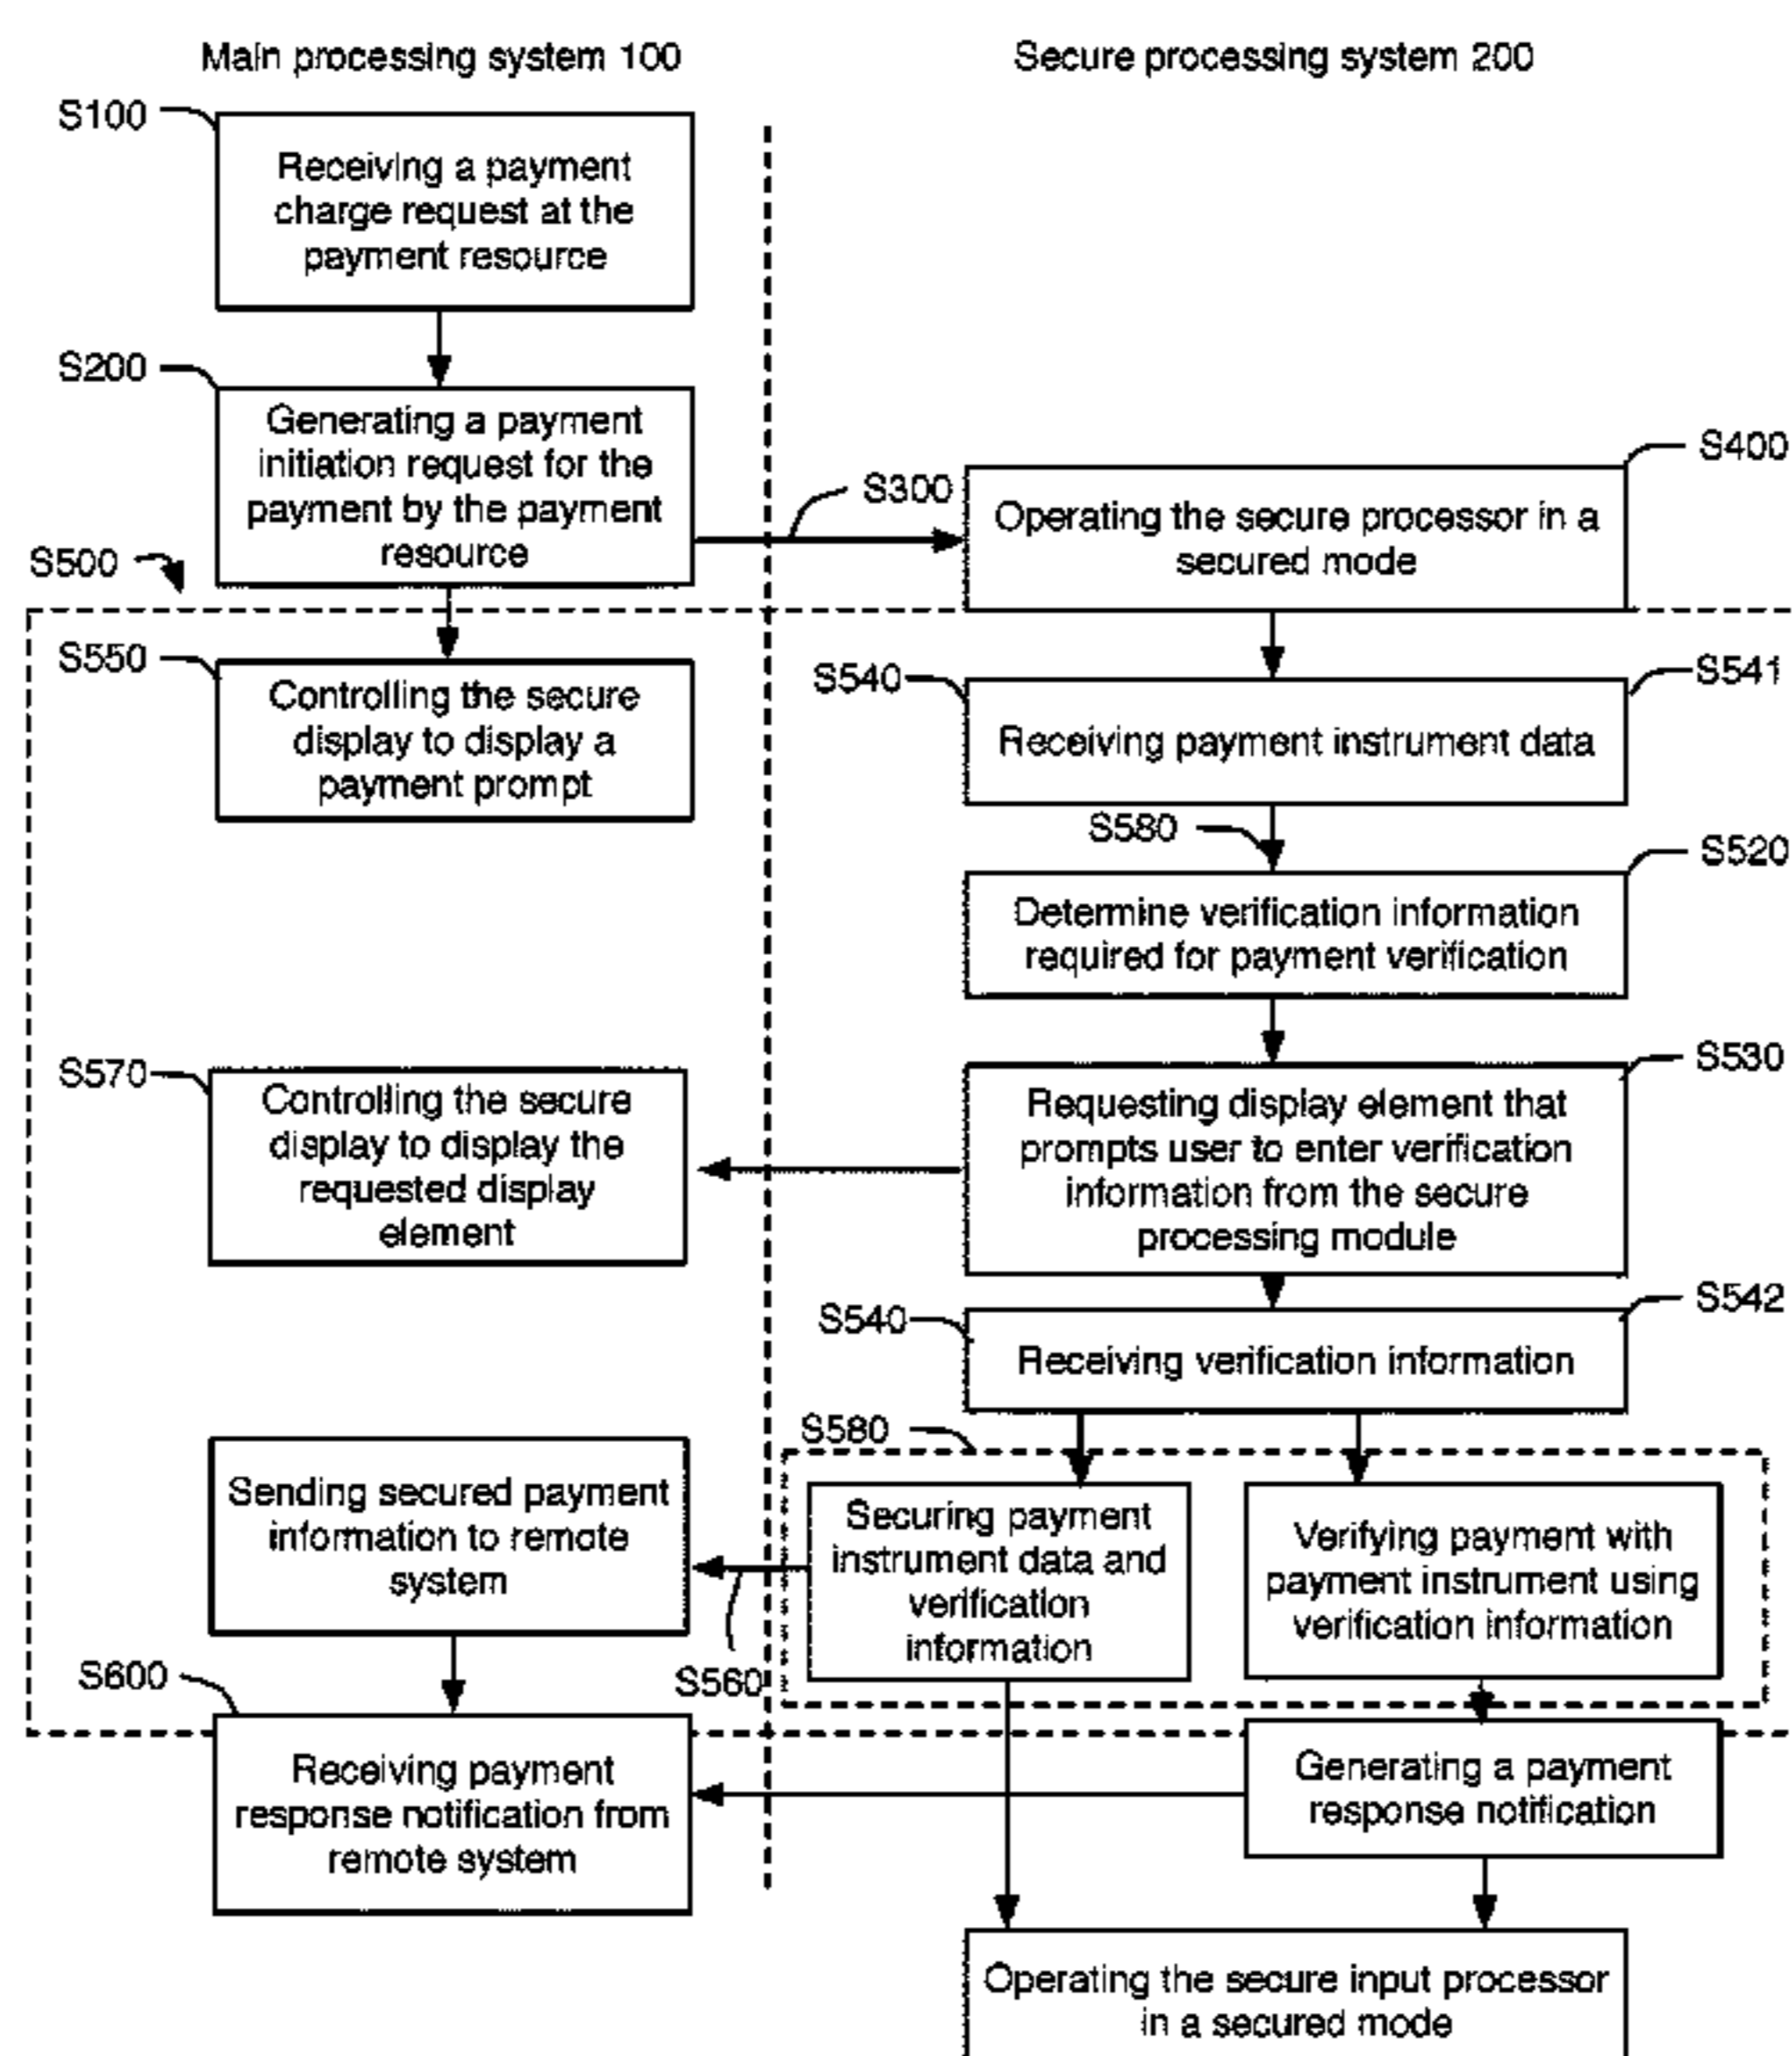 Main processing system 100
Secure processing system 200
S100
Receiving a payment
charge request at the
payment resource
S200
Generating a payment
initiation request for the
payment by the payment
resource
S300
S400
Operating the secure processor in a
secured mode
S500
S550
Controlling the secure
display to display a
payment prompt
S540
S541
Receiving payment instrument data
S580
S520
Determine verification information
required for payment verification
S570
Controlling the secure
display to display the
requested display
element
S530
Requesting display element that
prompts user to enter verification
information from the secure
processing module
S540
S542
Receiving verification information
S580
Sending secured payment
information to remote
system
Securing payment
instrument data and
verification
information
Verifying payment with
payment instrument using
verification information
S560
S600
Receiving payment
response notification from
remote system
Generating a payment
response notification
Operating the secure input processor
in a secured mode